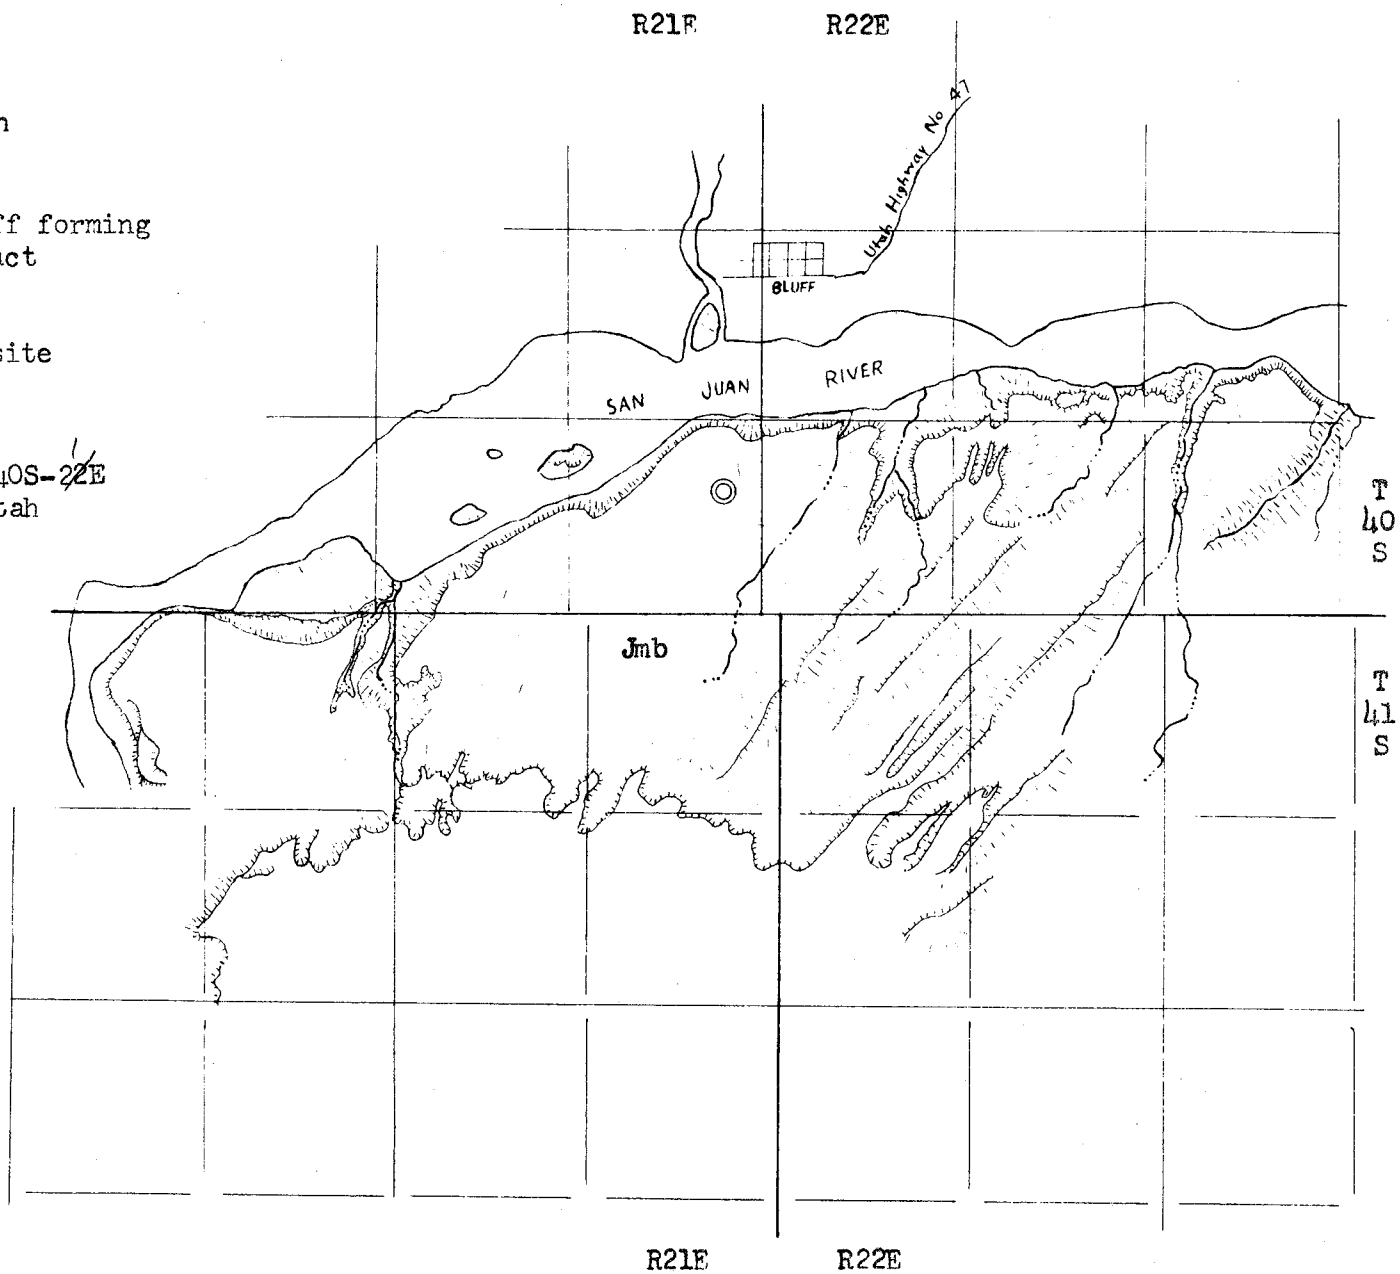 R21E R22E
n
Utah Highway No 47
ff forming
act
BLUFF
site
SAN JUAN RIVER
40S-21E
tah
T
40
S
Jmb
T
41
S
R21E R22E